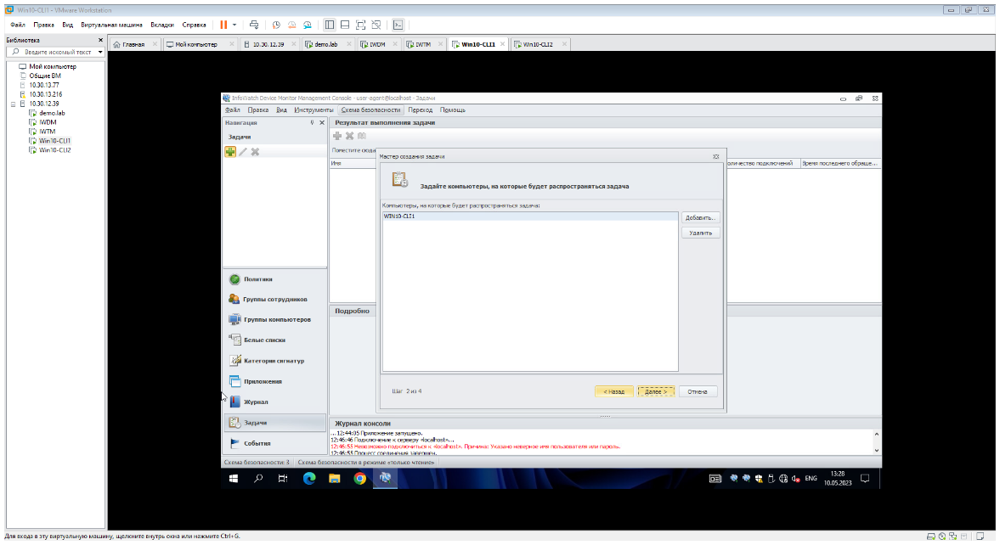 Win10-CLI1 - VMware Workstation
Файл Правка Вид Виртуальная машина Вкладки Справка
Библиотека
Введите искомый текст
Главная Мой компьютер 10.30.12.39 demo.lab IWDM IWTM Win10-CLI1 Win10-CLI2
Мой компьютер
Общие ВМ
10.30.13.77
10.30.13.216
10.30.12.39
demo.lab
IWDM
IWTM
Win10-CLI1
Win10-CLI2
InfoWatch Device Monitor Management Console - user-agent@localhost - Задачи
Файл Правка Вид Инструменты Схема безопасности Переход Помощь
Навигация
Результат выполнения задачи
Задачи
Поместите сюда
Имя
оличество подключений Время последнего обраще...
Мастер создания задачи
Задайте компьютеры, на которые будет распространяться задача
Компьютеры, на которые будет распространяться задача:
WIN10-CLI1
Добавить...
Удалить
Шаг 2 из 4
< Назад Далее > Отмена
Политики
Группы сотрудников
Группы компьютеров
Белые списки
Категории сигнатур
Приложения
Журнал
Задачи
События
Подробно
Журнал консоли
...12:44:05 Приложение запущено.
12:46:46 Подключение к серверу «localhost»...
12:46:55 Невозможно подключиться к «localhost». Причина: Указано неверное имя пользователя или пароль.
12:46:55 Процесс соединения завершен.
Схема безопасности: 3 Схема безопасности в режиме «только чтение»
ENG
13:28
10.05.2023
Для входа в эту виртуальную машину, щелкните внутрь окна или нажмите Ctrl+G.